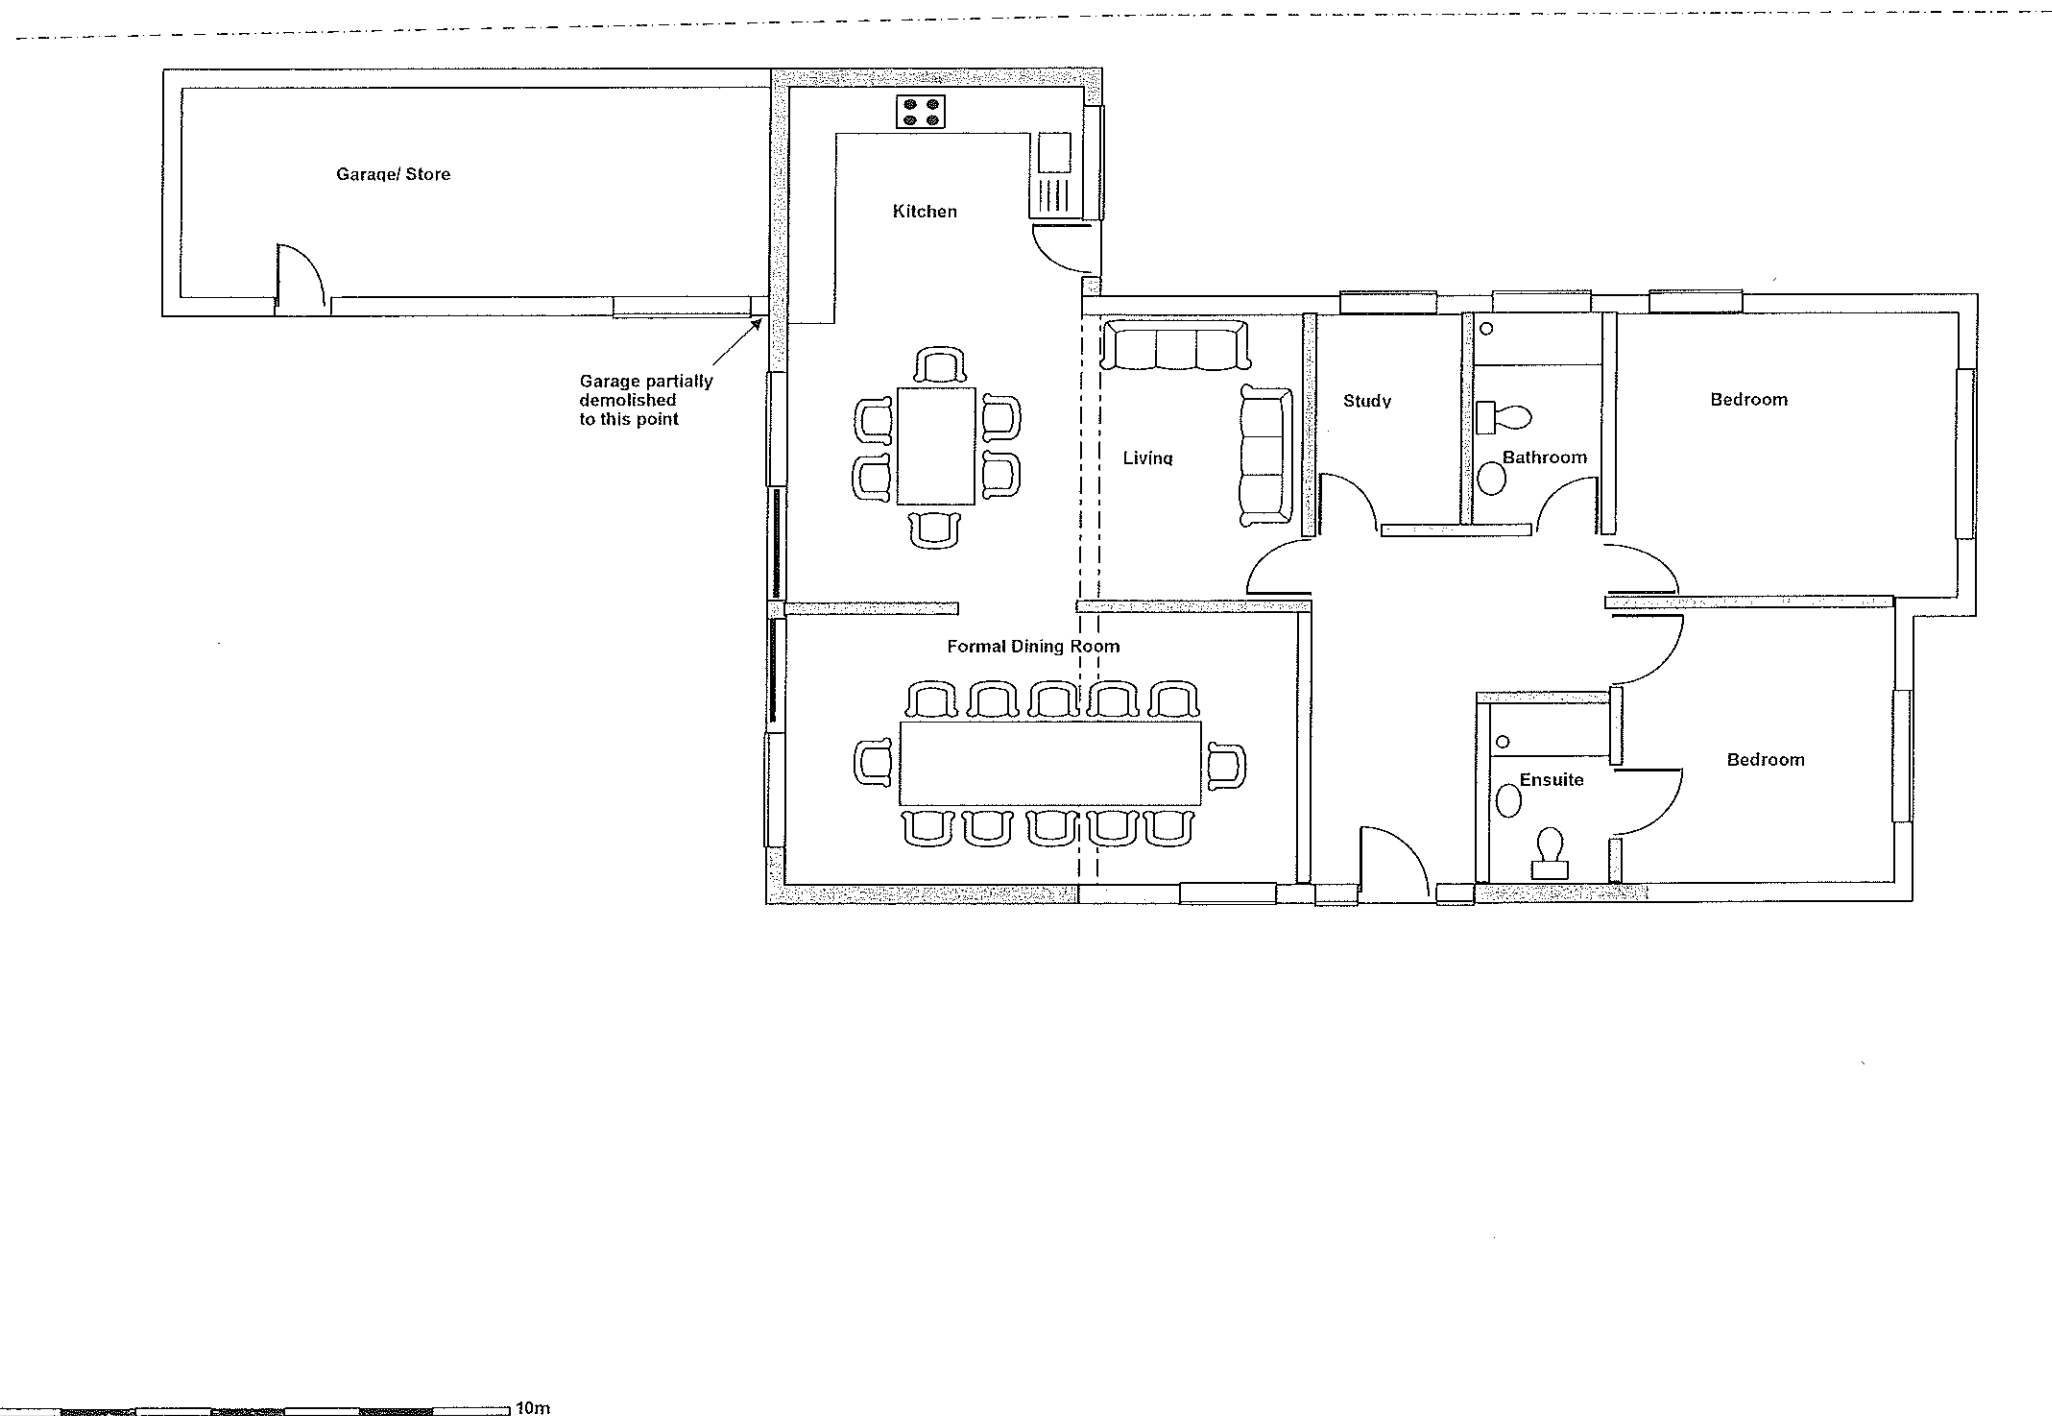 Garage/ Store
Kitchen
Garage partially
demolished
to this point
Study
Bedroom
Living
Bathroom
Formal Dining Room
Ensuite
Bedroom
10m